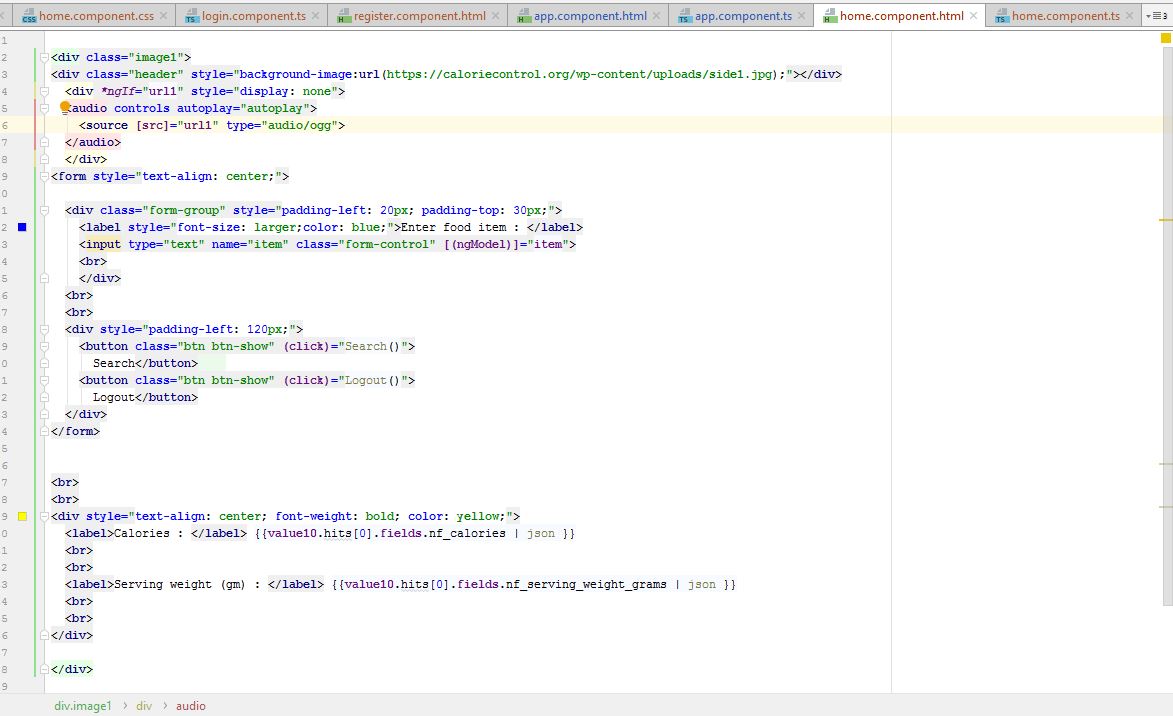 home.component.css login.component.ts register.component.html app.component.html app.component.ts home.component.html home.component.ts
1
2 <div class="image1">
3 <div class="header" style="background-image:url(https://caloriecontrol.org/wp-content/uploads/side1.jpg);"></div>
4 <div *ngIf="url1" style="display: none">
5 <audio controls autoplay="autoplay">
6 <source [src]="url1" type="audio/ogg">
7 </audio>
8 </div>
9 <form style="text-align: center;">
0
1 <div class="form-group" style="padding-left: 20px; padding-top: 30px;">
2 <label style="font-size: larger;color: blue;">Enter food item : </label>
3 <input type="text" name="item" class="form-control" [(ngModel)]="item">
4 <br>
5 </div>
6 <br>
7 <br>
8 <div style="padding-left: 120px;">
9 <button class="btn btn-show" (click)="Search()">
0 Search</button>
1 <button class="btn btn-show" (click)="Logout()">
2 Logout</button>
3 </div>
4 </form>
5
6
7 <br>
8 <br>
9 <div style="text-align: center; font-weight: bold; color: yellow;">
0 <label>Calories : </label> {{value10.hits[0].fields.nf_calories | json }}
1 <br>
2 <br>
3 <label>Serving weight (gm) : </label> {{value10.hits[0].fields.nf_serving_weight_grams | json }}
4 <br>
5 <br>
6 </div>
7
8 </div>
9
div.image1 › div › audio